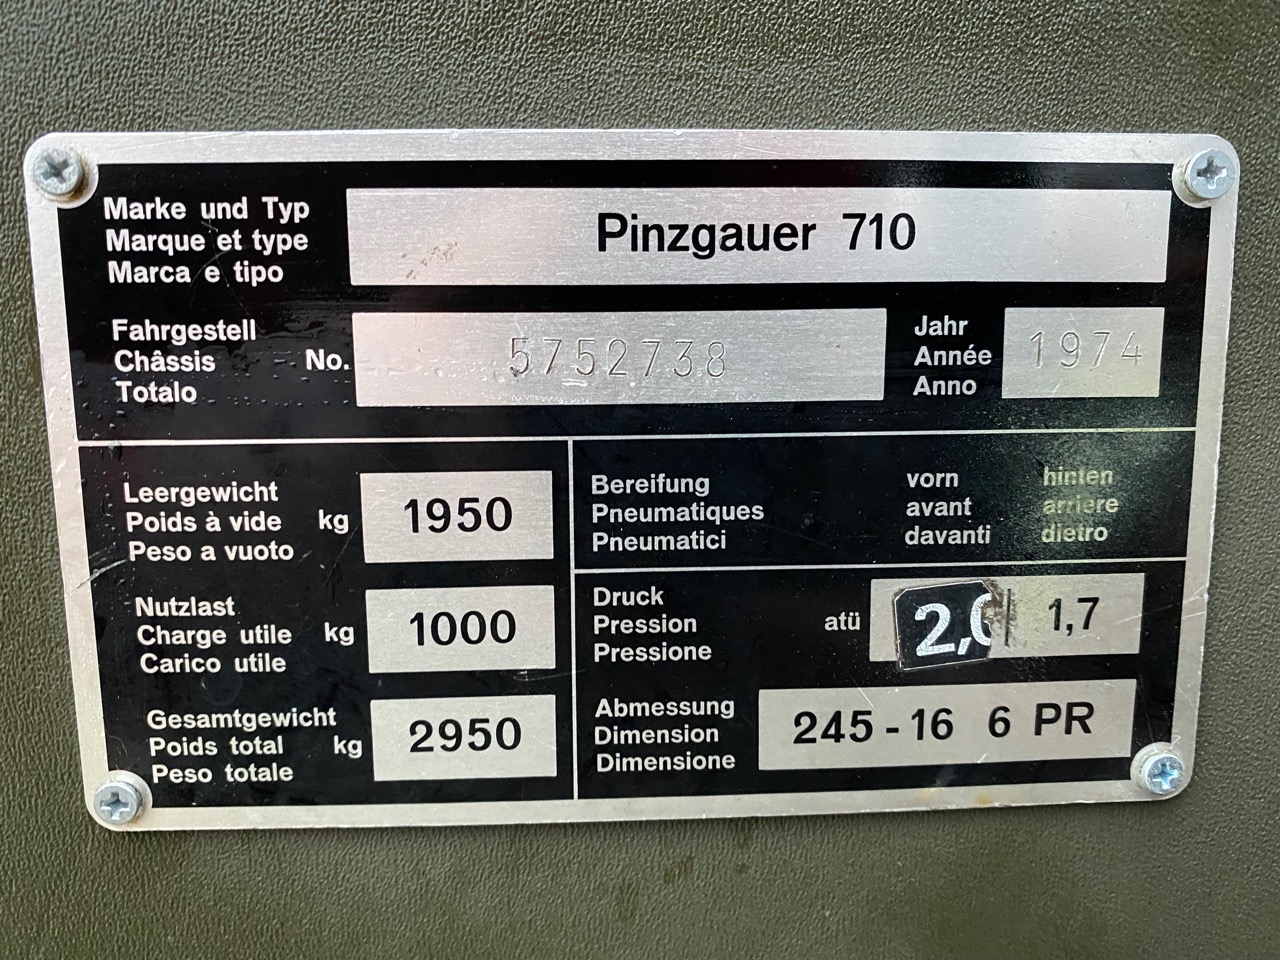 Marke und Typ
Marque et type
Marca e tipo
Pinzgauer 710
Fahrgestell
Châssis No.
Totalo
5752738
Jahr
Année
Anno
1974
Leergewicht
Poids à vide kg
Peso a vuoto
1950
Nutzlast
Charge utile kg
Carico utile
1000
Gesamtgewicht
Poids total kg
Peso totale
2950
Bereifung vorn hinten
Pneumatiques avant arriere
Pneumatici davanti dietro
Druck
Pression atü
Pressione
2,0 1,7
Abmessung
Dimension
Dimensione
245-16 6 PR